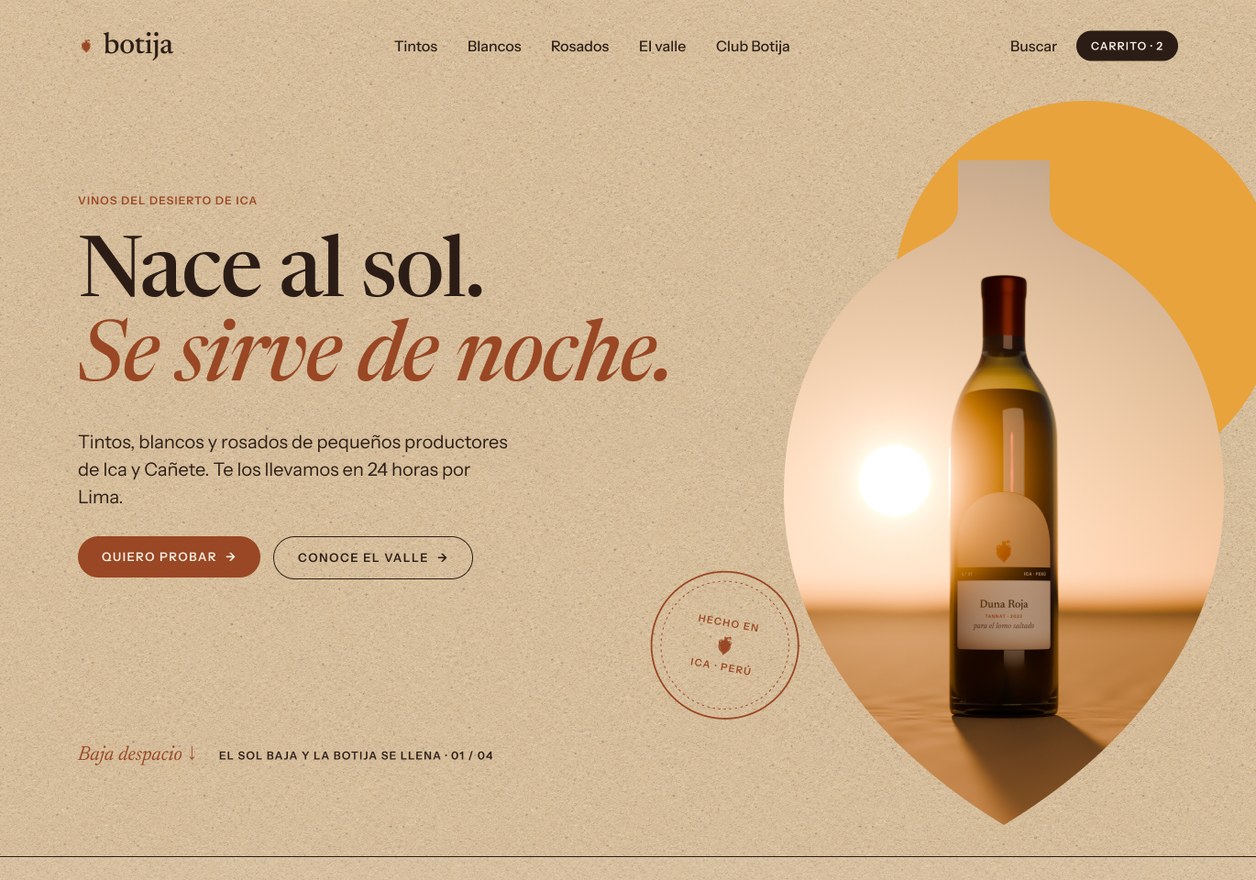 botija
Tintos
Blancos
Rosados
El valle
Club Botija
Buscar
CARRITO · 2
VINOS DEL DESIERTO DE ICA
Nace al sol.
Se sirve de noche.
Tintos, blancos y rosados de pequeños productores
de Ica y Cañete. Te los llevamos en 24 horas por
Lima.
QUIERO PROBAR →
CONOCE EL VALLE →
HECHO EN
ICA · PERÚ
ICA · PERÚ
Duna Roja
TANNAT · 2022
para el lomo saltado
Baja despacio ↓
EL SOL BAJA Y LA BOTIJA SE LLENA · 01 / 04